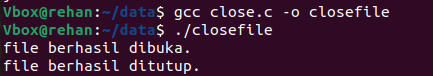 Vbox@rehan:~/data$ gcc close.c -o closefile
Vbox@rehan:~/data$ ./closefile
file berhasil dibuka.
file berhasil ditutup.